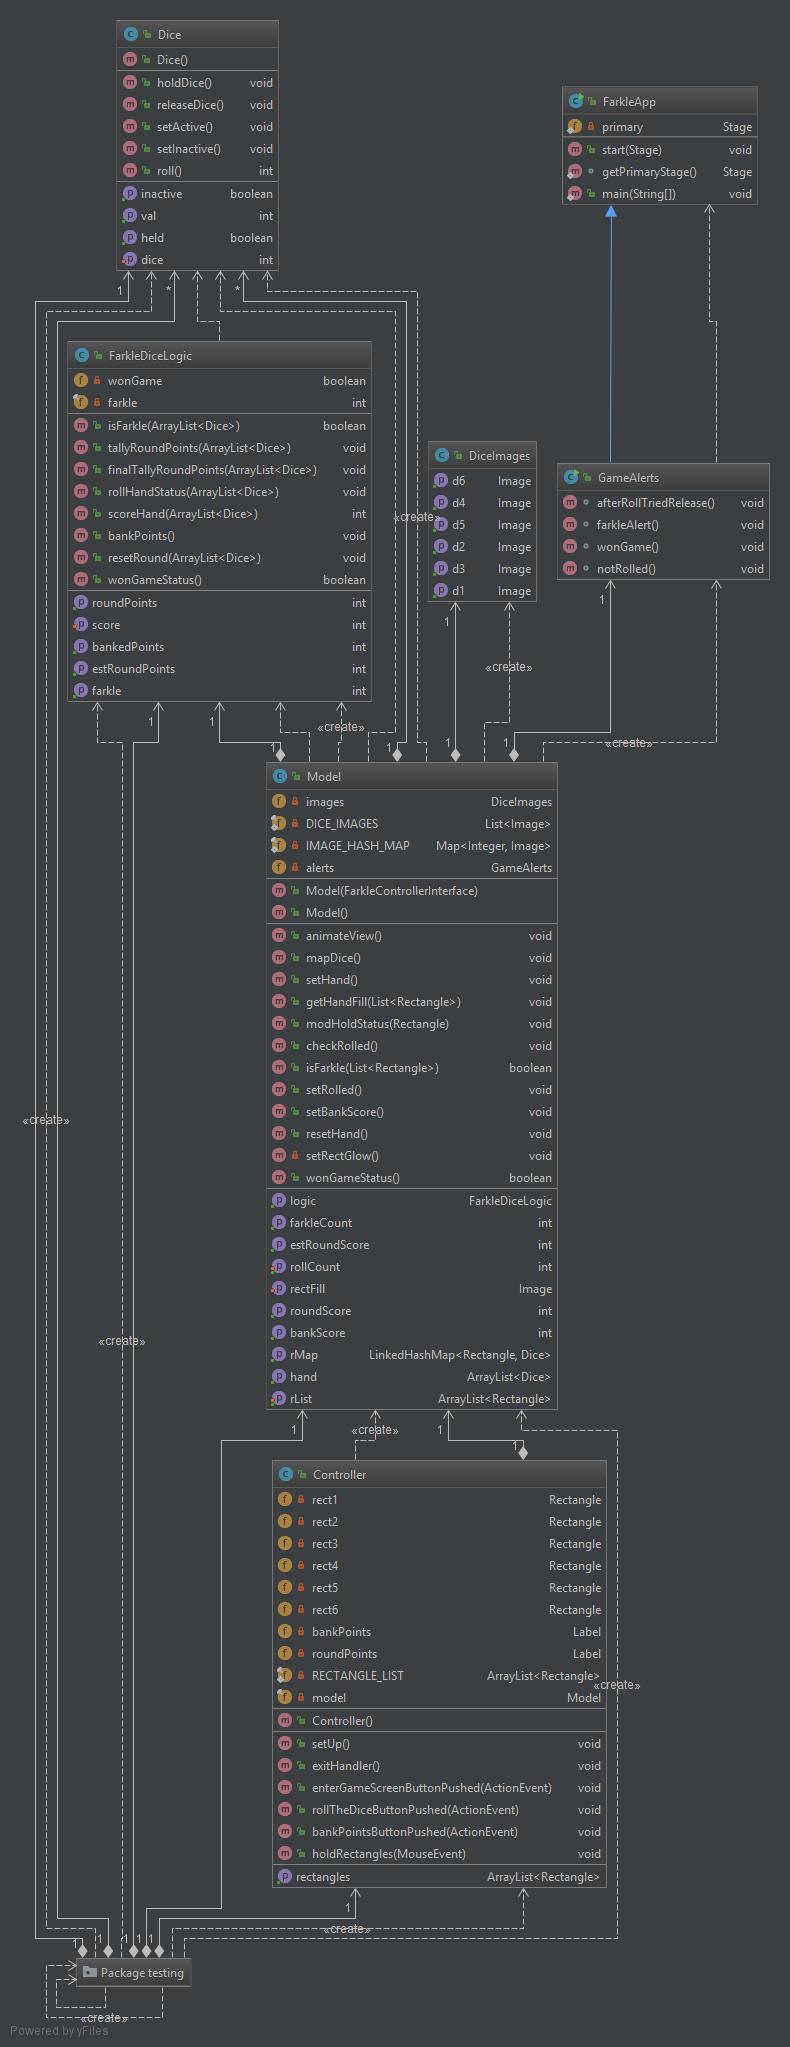 Dice
Dice()
holdDice() void
releaseDice() void
setActive() void
setInactive() void
roll() int
inactive boolean
val int
held boolean
dice int
FarkleApp
primary Stage
start(Stage) void
getPrimaryStage() Stage
main(String[]) void
1
*
*
FarkleDiceLogic
wonGame boolean
farkle int
isFarkle(ArrayList<Dice>) boolean
tallyRoundPoints(ArrayList<Dice>) void
finalTallyRoundPoints(ArrayList<Dice>) void
rollHandStatus(ArrayList<Dice>) void
scoreHand(ArrayList<Dice>) int
bankPoints() void
resetRound(ArrayList<Dice>) void
wonGameStatus() boolean
roundPoints int
score int
bankedPoints int
estRoundPoints int
farkle int
«create»
DiceImages
d6 Image
d4 Image
d5 Image
d2 Image
d3 Image
d1 Image
GameAlerts
afterRollTriedRelease() void
farkleAlert() void
wonGame() void
notRolled() void
1
1
«create»
1
1
«create»
1
1
1
1
«create»
Model
images DiceImages
DICE_IMAGES List<Image>
IMAGE_HASH_MAP Map<Integer, Image>
alerts GameAlerts
Model(FarkleControllerInterface)
Model()
animateView() void
mapDice() void
setHand() void
getHandFill(List<Rectangle>) void
modHoldStatus(Rectangle) void
checkRolled() void
isFarkle(List<Rectangle>) boolean
setRolled() void
setBankScore() void
resetHand() void
setRectGlow() void
wonGameStatus() boolean
logic FarkleDiceLogic
farkleCount int
estRoundScore int
rollCount int
rectFill Image
roundScore int
bankScore int
rMap LinkedHashMap<Rectangle, Dice>
hand ArrayList<Dice>
rList ArrayList<Rectangle>
«create»
«create»
1
«create»
1
1
Controller
rect1 Rectangle
rect2 Rectangle
rect3 Rectangle
rect4 Rectangle
rect5 Rectangle
rect6 Rectangle
bankPoints Label
roundPoints Label
RECTANGLE_LIST ArrayList<Rectangle>
model Model
Controller()
setUp() void
exitHandler() void
enterGameScreenButtonPushed(ActionEvent) void
rollTheDiceButtonPushed(ActionEvent) void
bankPointsButtonPushed(ActionEvent) void
holdRectangles(MouseEvent) void
rectangles ArrayList<Rectangle>
«create»
1
«create»
1
1
1
1
1
Package testing
«create»
Powered by yFiles